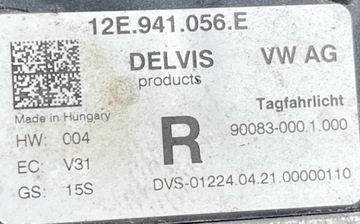 12E.941.056.E
DELVIS VW AG
products
Tagfahrlicht
Made in Hungary
R 90083-000.1.000
HW: 004
EC: V31
GS: 15S DVS-01224.04.21.00000110